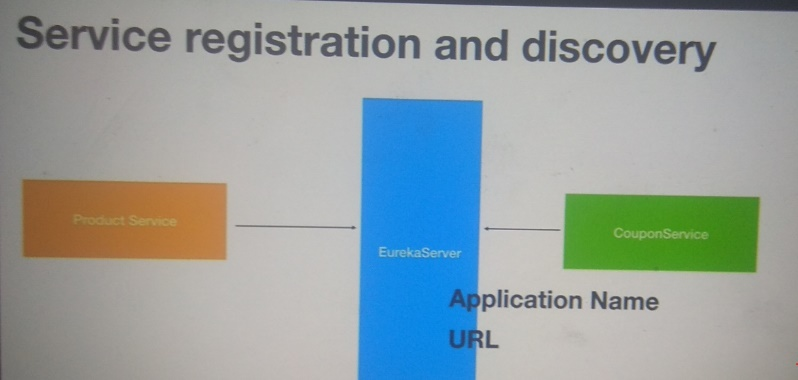 Service registration and discovery
Product Service
EurekaServer
CouponService
Application Name
URL